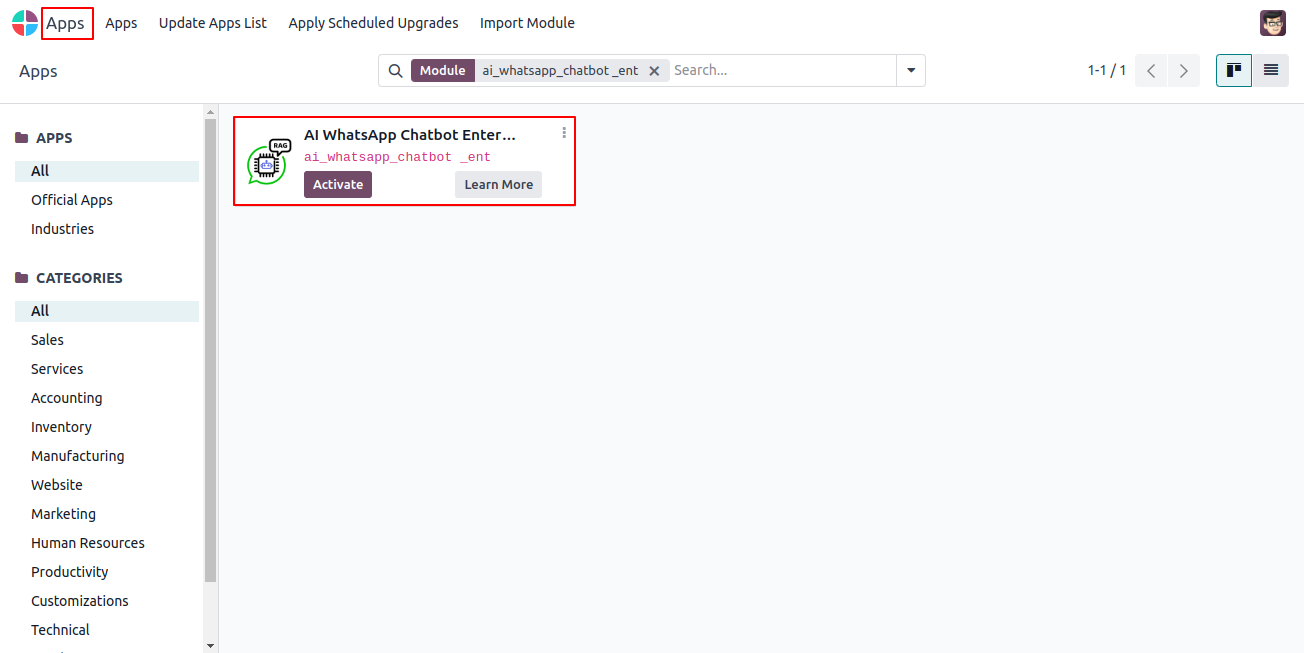 Apps Apps Update Apps List Apply Scheduled Upgrades Import Module
Apps Module ai_whatsapp_chatbot _ent Search... 1-1 / 1
APPS
All
Official Apps
Industries
CATEGORIES
All
Sales
Services
Accounting
Inventory
Manufacturing
Website
Marketing
Human Resources
Productivity
Customizations
Technical
RAG
AI WhatsApp Chatbot Enter...
ai_whatsapp_chatbot _ent
Activate Learn More